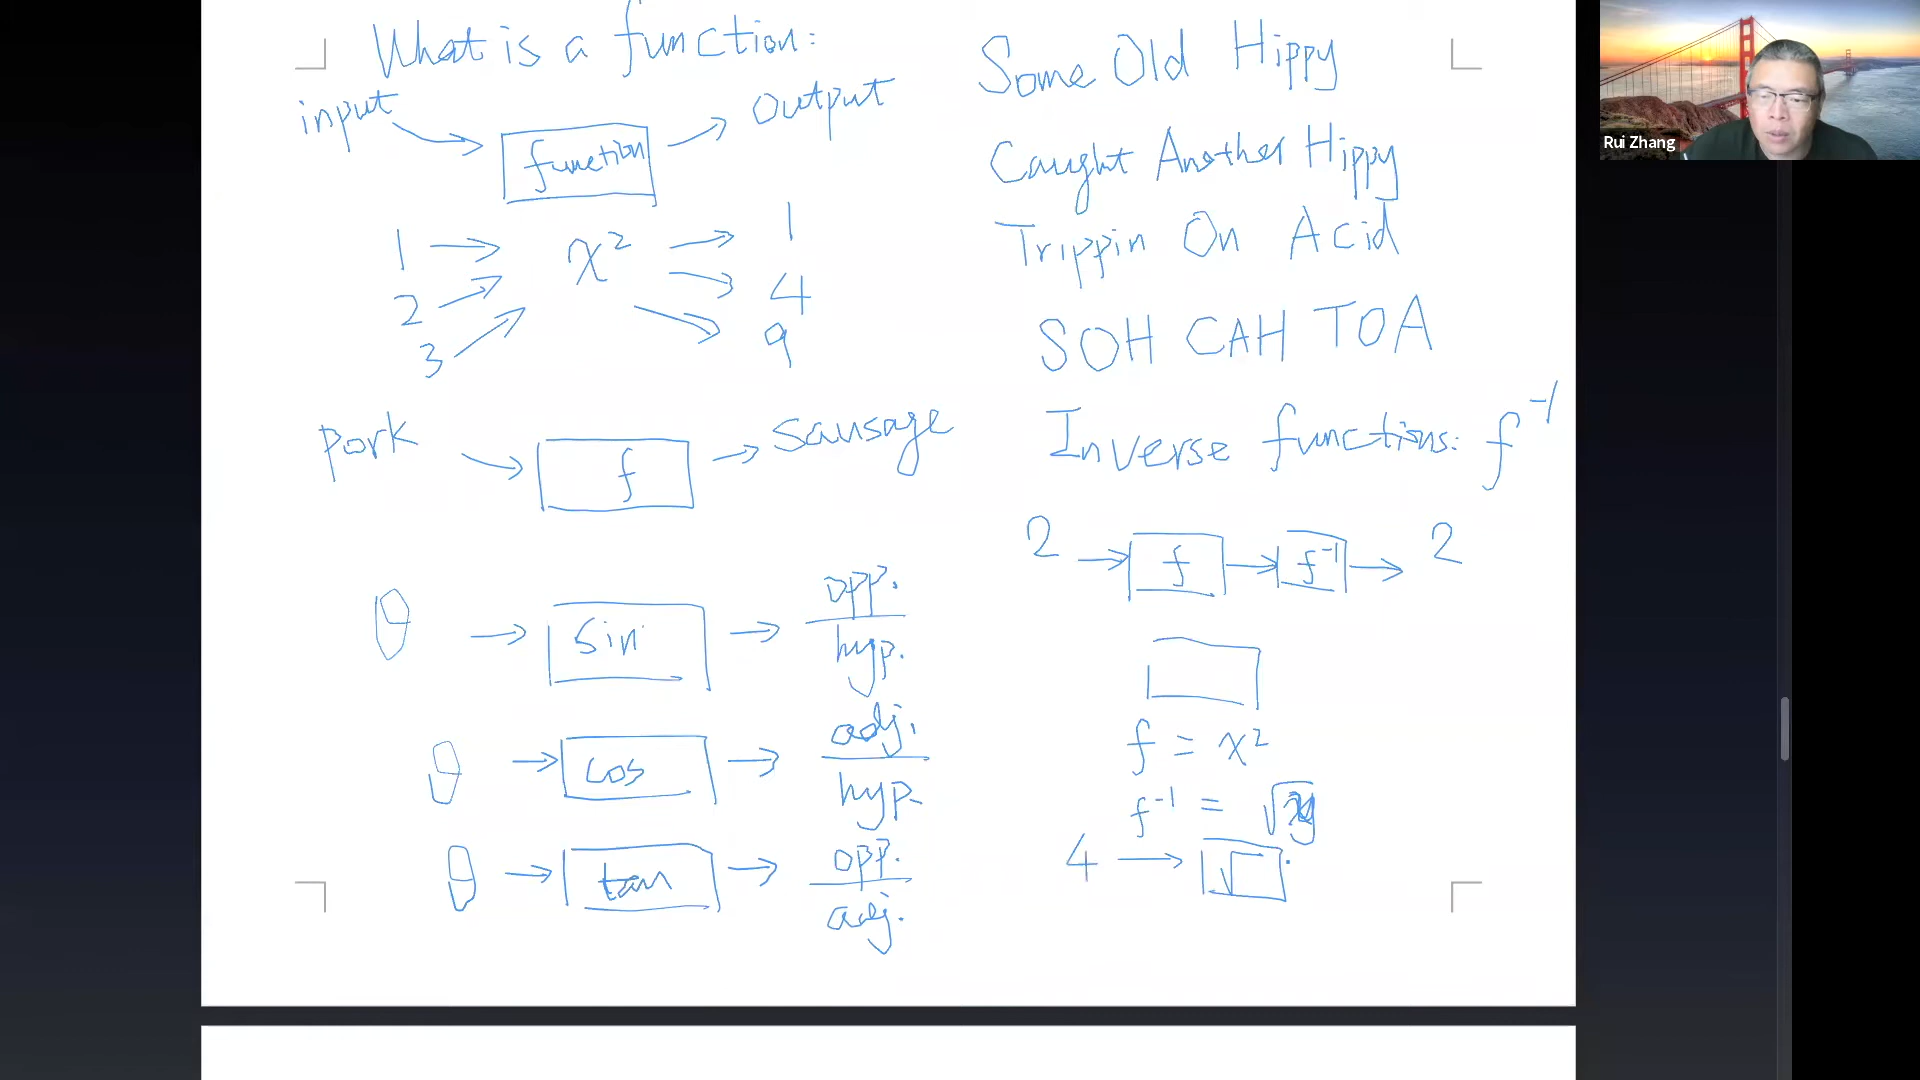 What is a function:
input
output
function
1
x²
1
2
4
3
9
Pork
f
sausage
θ
sin
opp.
hyp.
θ
cos
adj.
hyp.
θ
tan
opp.
adj.
Some Old Hippy
Caught Another Hippy
Trippin On Acid
SOH CAH TOA
Inverse functions: f⁻¹
2
f
f⁻¹
2
f = x²
f⁻¹ = √
4
√
Rui Zhang